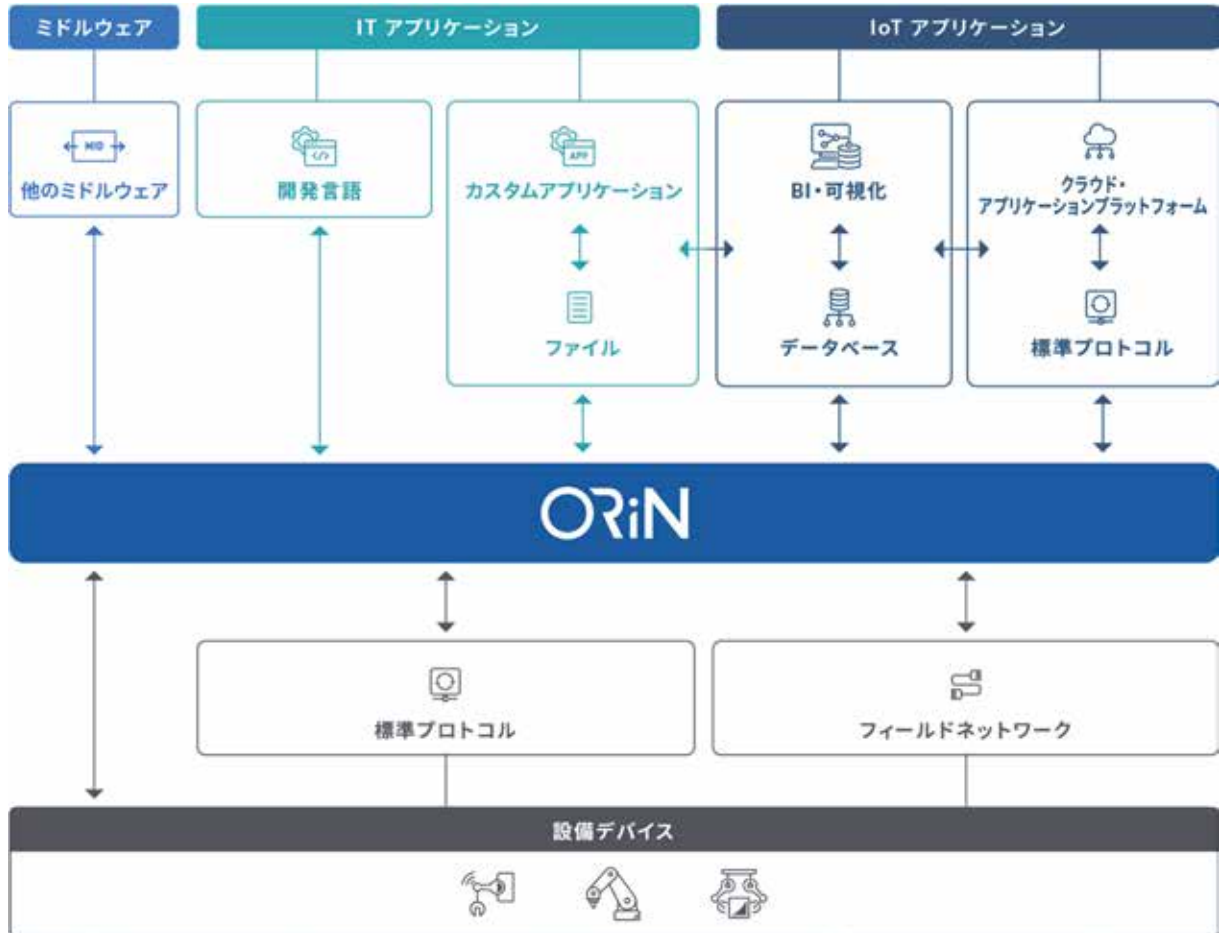 ミドルウェア
IT アプリケーション
IoT アプリケーション
MID
他のミドルウェア
</>
開発言語
APP
カスタムアプリケーション
ファイル
BI・可視化
データベース
クラウド・
アプリケーションプラットフォーム
標準プロトコル
ORiN
標準プロトコル
フィールドネットワーク
設備デバイス